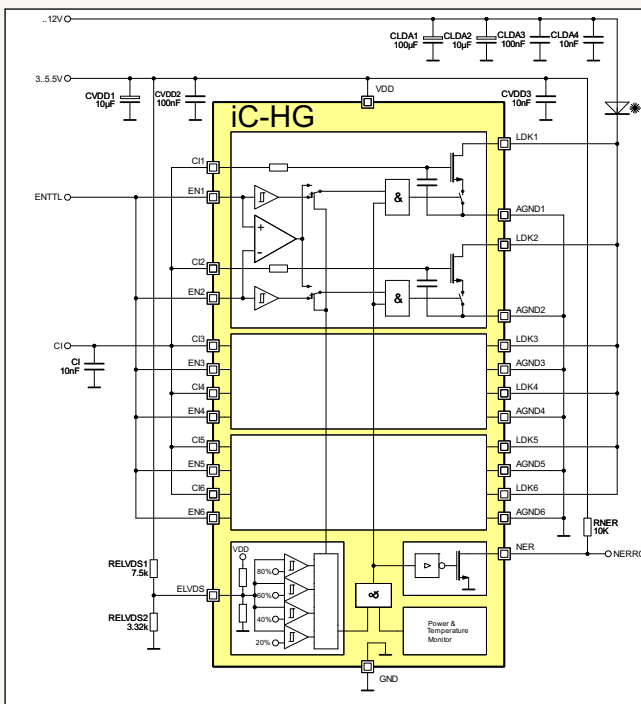 ..12V
CLDA1
100µF
CLDA2
10µF
CLDA3
100nF
CLDA4
10nF
3..5.5V
CVDD1
10µF
CVDD2
100nF
VDD
CVDD3
10nF
iC-HG
CI1
LDK1
ENTTL
EN1
&
AGND1
+
-
LDK2
CI2
EN2
&
AGND2
CI
CI3
LDK3
CI
10nF
EN3
AGND3
CI4
LDK4
EN4
AGND4
CI5
LDK5
EN5
AGND5
CI6
LDK6
EN6
AGND6
RNER
10K
NER
NERRO
RELVDS1
7.5k
VDD
80%
ELVDS
60%
40%
20%
RELVDS2
3.32k
&
Power &
Temperature
Monitor
GND